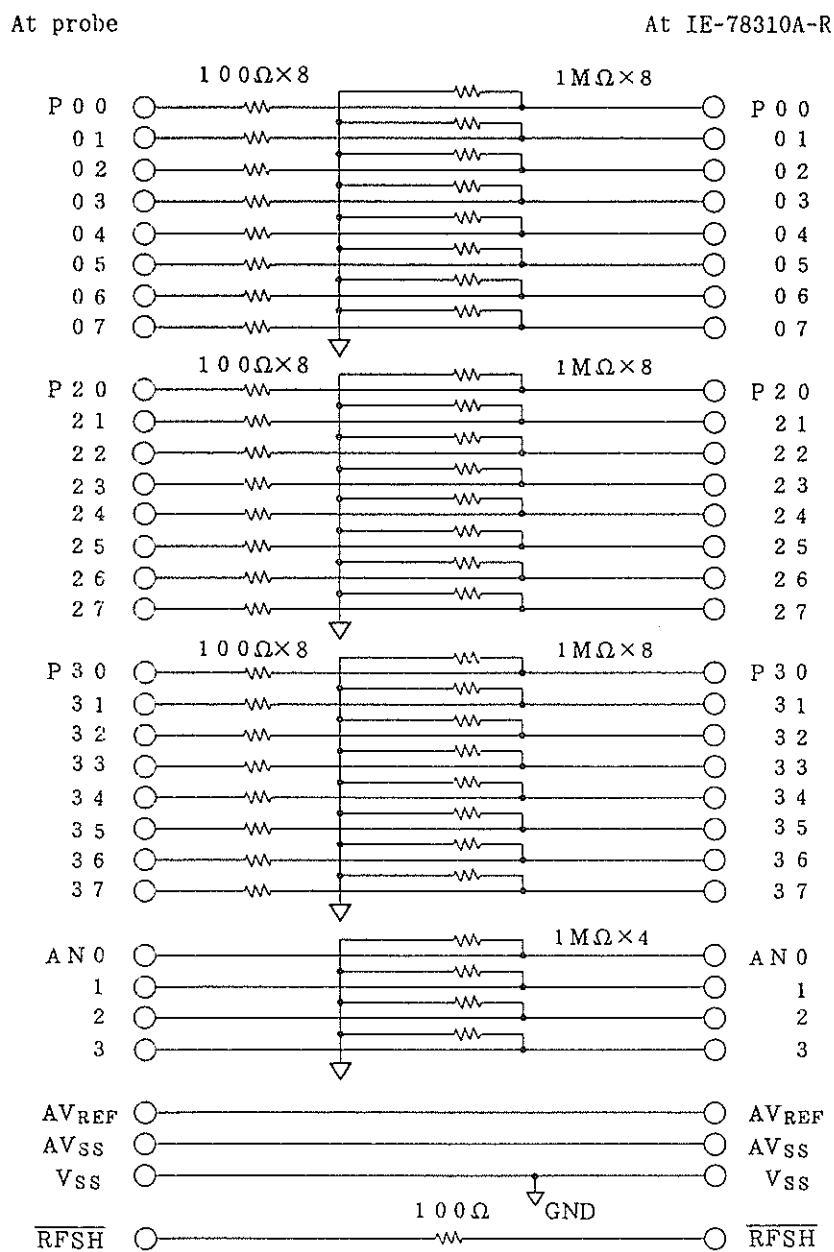 At probe At IE-78310A-R
100Ω×8 1MΩ×8
P00 P00
01 01
02 02
03 03
04 04
05 05
06 06
07 07
100Ω×8 1MΩ×8
P20 P20
21 21
22 22
23 23
24 24
25 25
26 26
27 27
100Ω×8 1MΩ×8
P30 P30
31 31
32 32
33 33
34 34
35 35
36 36
37 37
1MΩ×4
AN0 AN0
1 1
2 2
3 3
AVREF AVREF
AVSS AVSS
VSS VSS
100Ω GND
RFSH RFSH